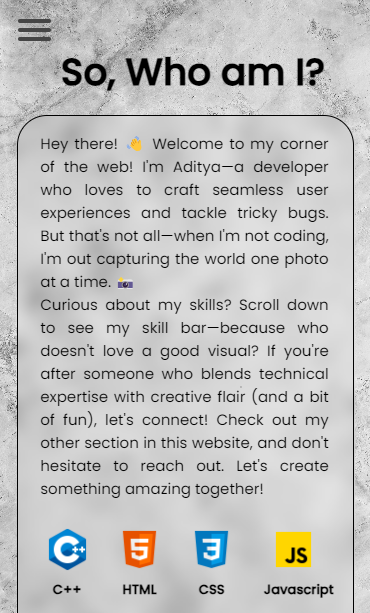 So, Who am I?
Hey there! 👋 Welcome to my corner
of the web! I'm Aditya—a developer
who loves to craft seamless user
experiences and tackle tricky bugs.
But that's not all—when I'm not coding,
I'm out capturing the world one photo
at a time. 📸
Curious about my skills? Scroll down
to see my skill bar—because who
doesn't love a good visual? If you're
after someone who blends technical
expertise with creative flair (and a bit
of fun), let's connect! Check out my
other section in this website, and don't
hesitate to reach out. Let's create
something amazing together!
C++ 5 3 JS
C++ HTML CSS Javascript